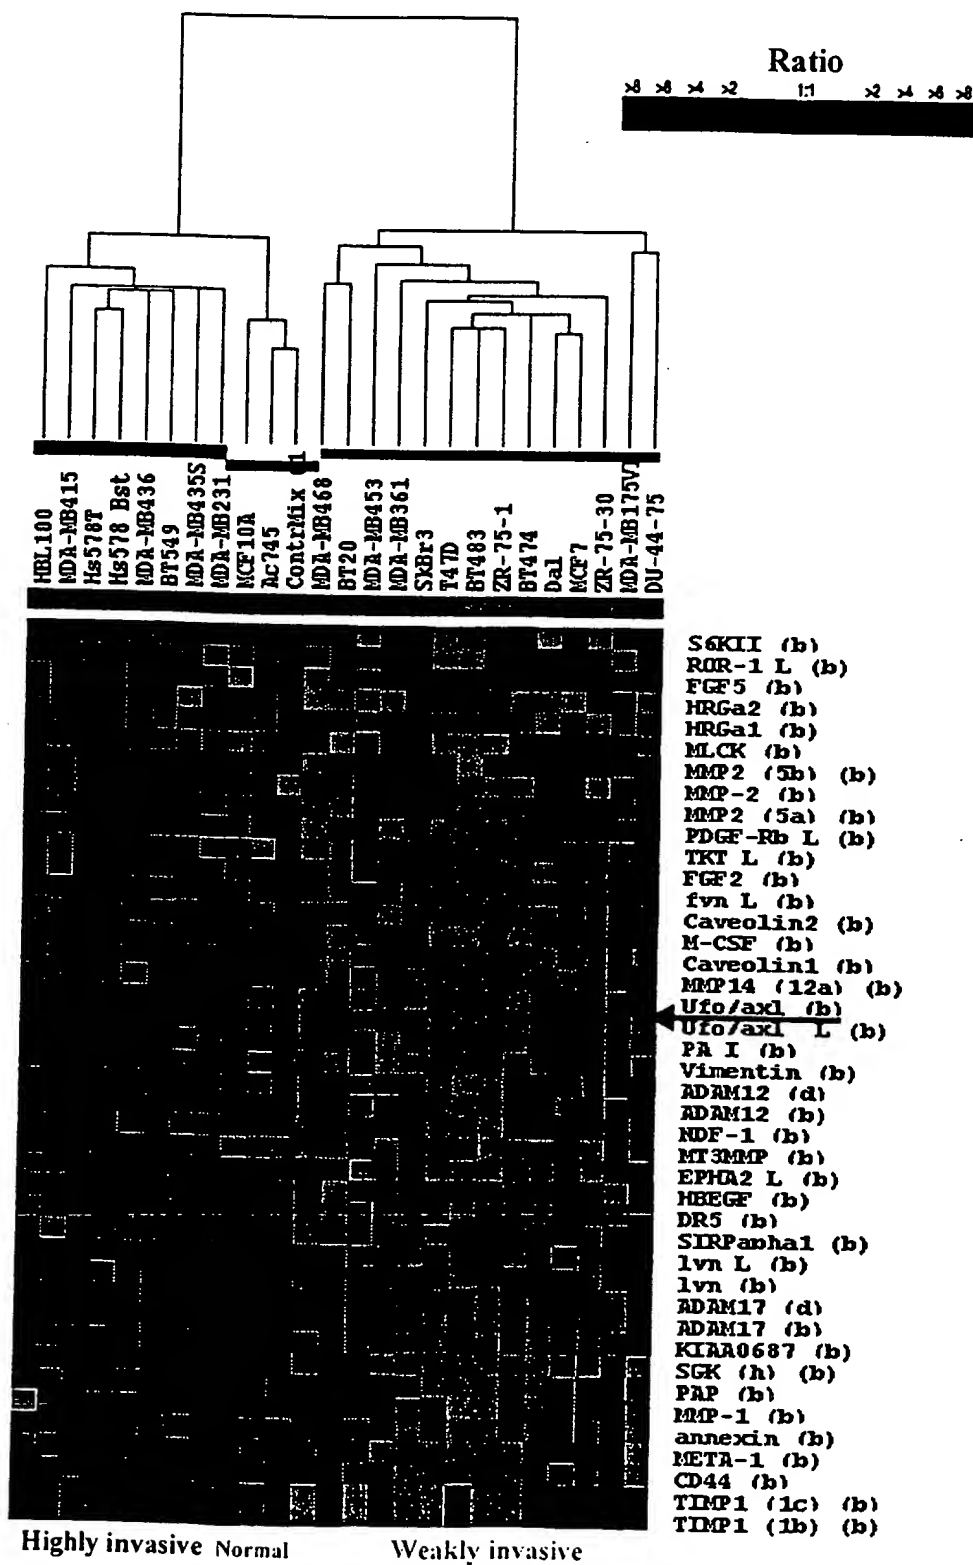 Ratio
>8 >6 >4 >2 1:1 >2 >4 >6 >8
HBL100
MDA-MB415
Hs578T
Hs578 Bst
MDA-MB436
BT549
MDA-MB435S
MDA-MB231
MCF10A
Ac745
ContrMix
MDA-MB468
BT20
MDA-MB453
MDA-MB361
SkBr3
T47D
BT483
ZR-75-1
BT474
Dal
MCF7
ZR-75-30
MDA-MB175VI
DU-44-75
S6KII (b)
ROR-1 L (b)
FGF5 (b)
HRGa2 (b)
HRGa1 (b)
MLCK (b)
MMP2 (5b) (b)
MMP-2 (b)
MMP2 (5a) (b)
PDGF-Rb L (b)
TKT L (b)
FGF2 (b)
fvn L (b)
Caveolin2 (b)
M-CSF (b)
Caveolin1 (b)
MMP14 (12a) (b)
Ufo/axl (b)
Ufo/axl L (b)
PA I (b)
Vimentin (b)
ADAM12 (d)
ADAM12 (b)
NDF-1 (b)
MT3MMP (b)
EPHA2 L (b)
HBEGF (b)
DR5 (b)
SIRPapha1 (b)
lvn L (b)
lvn (b)
ADAM17 (d)
ADAM17 (b)
KIAA0687 (b)
SGK (h) (b)
PAP (b)
MMP-1 (b)
annexin (b)
META-1 (b)
CD44 (b)
TIMP1 (1c) (b)
TIMP1 (1b) (b)
Highly invasive Normal Weakly invasive